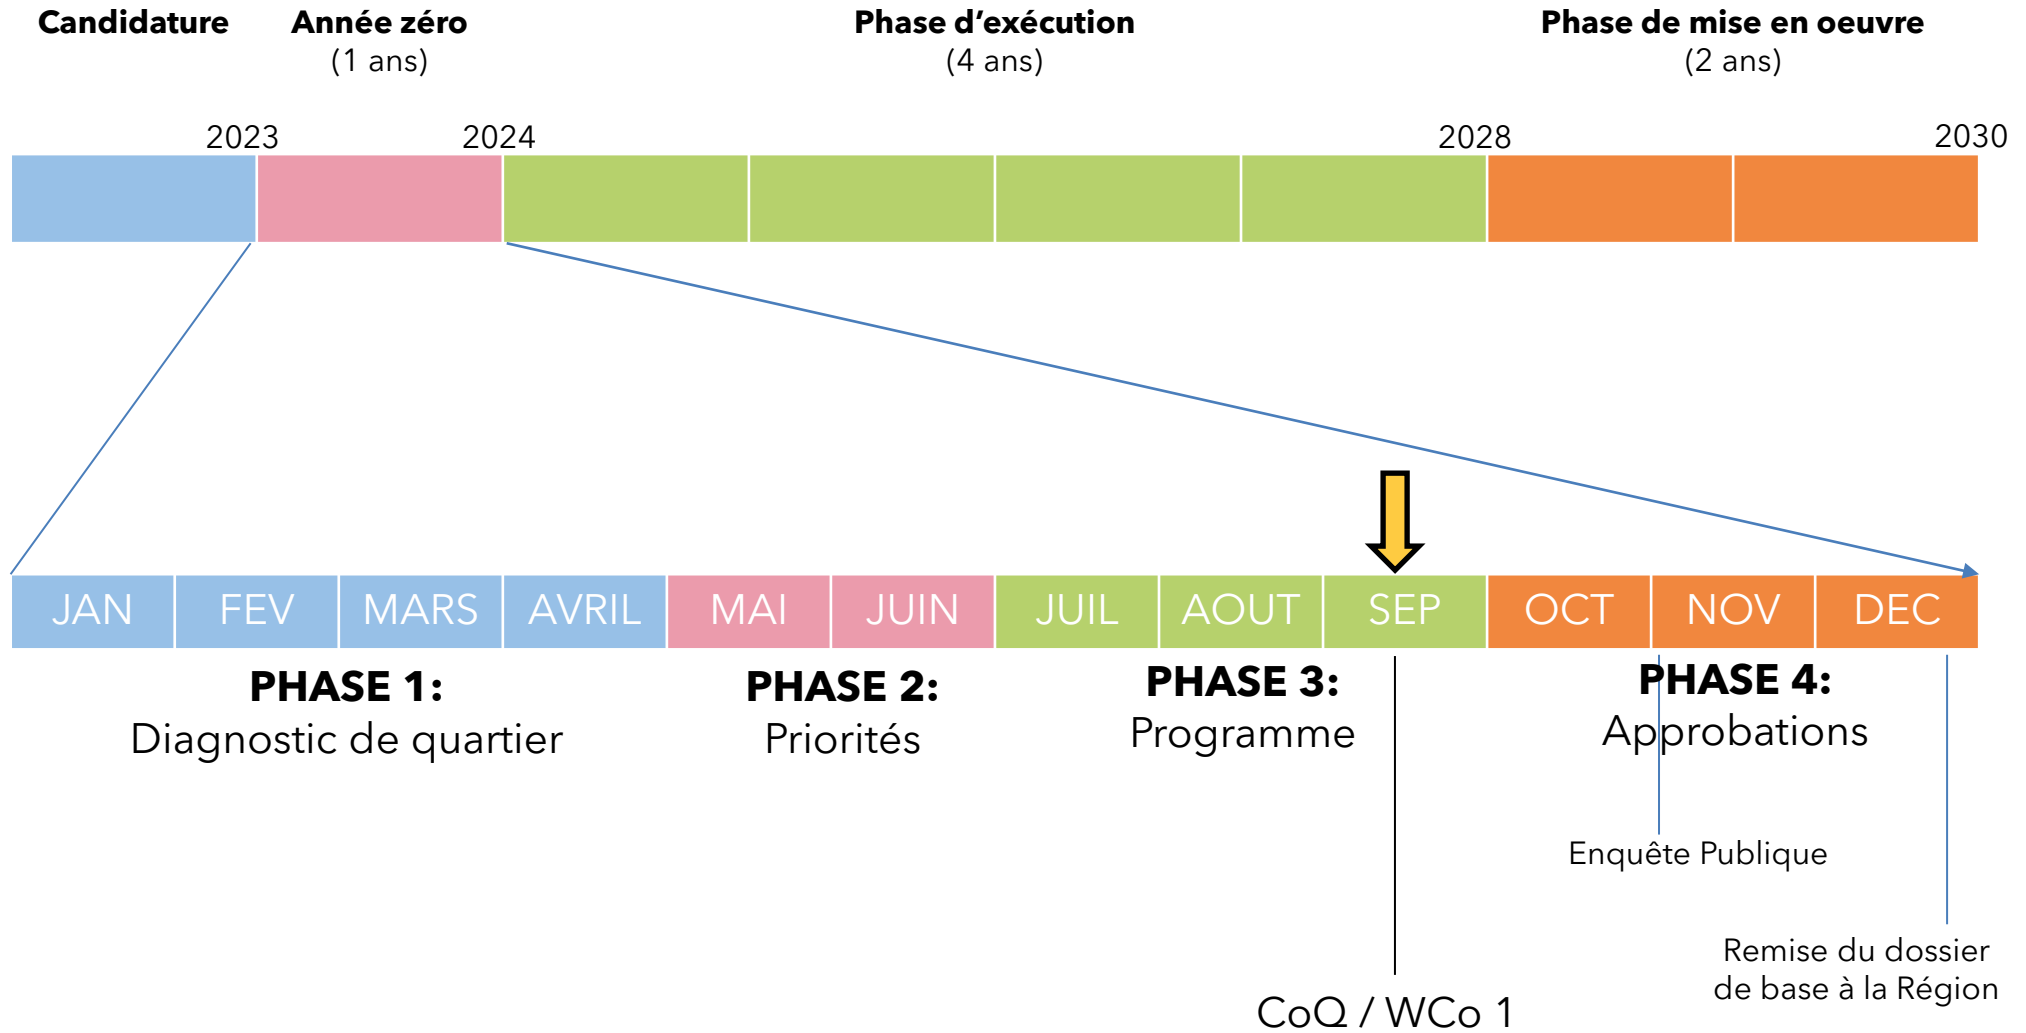 Candidature
Année zéro
(1 ans)
Phase d’exécution
(4 ans)
Phase de mise en oeuvre
(2 ans)
2023
2024
2028
2030
JAN
FEV
MARS
AVRIL
MAI
JUIN
JUIL
AOUT
SEP
OCT
NOV
DEC
PHASE 1:
Diagnostic de quartier
PHASE 2:
Priorités
PHASE 3:
Programme
PHASE 4:
Approbations
Enquête Publique
Remise du dossier
de base à la Région
CoQ / WCo 1